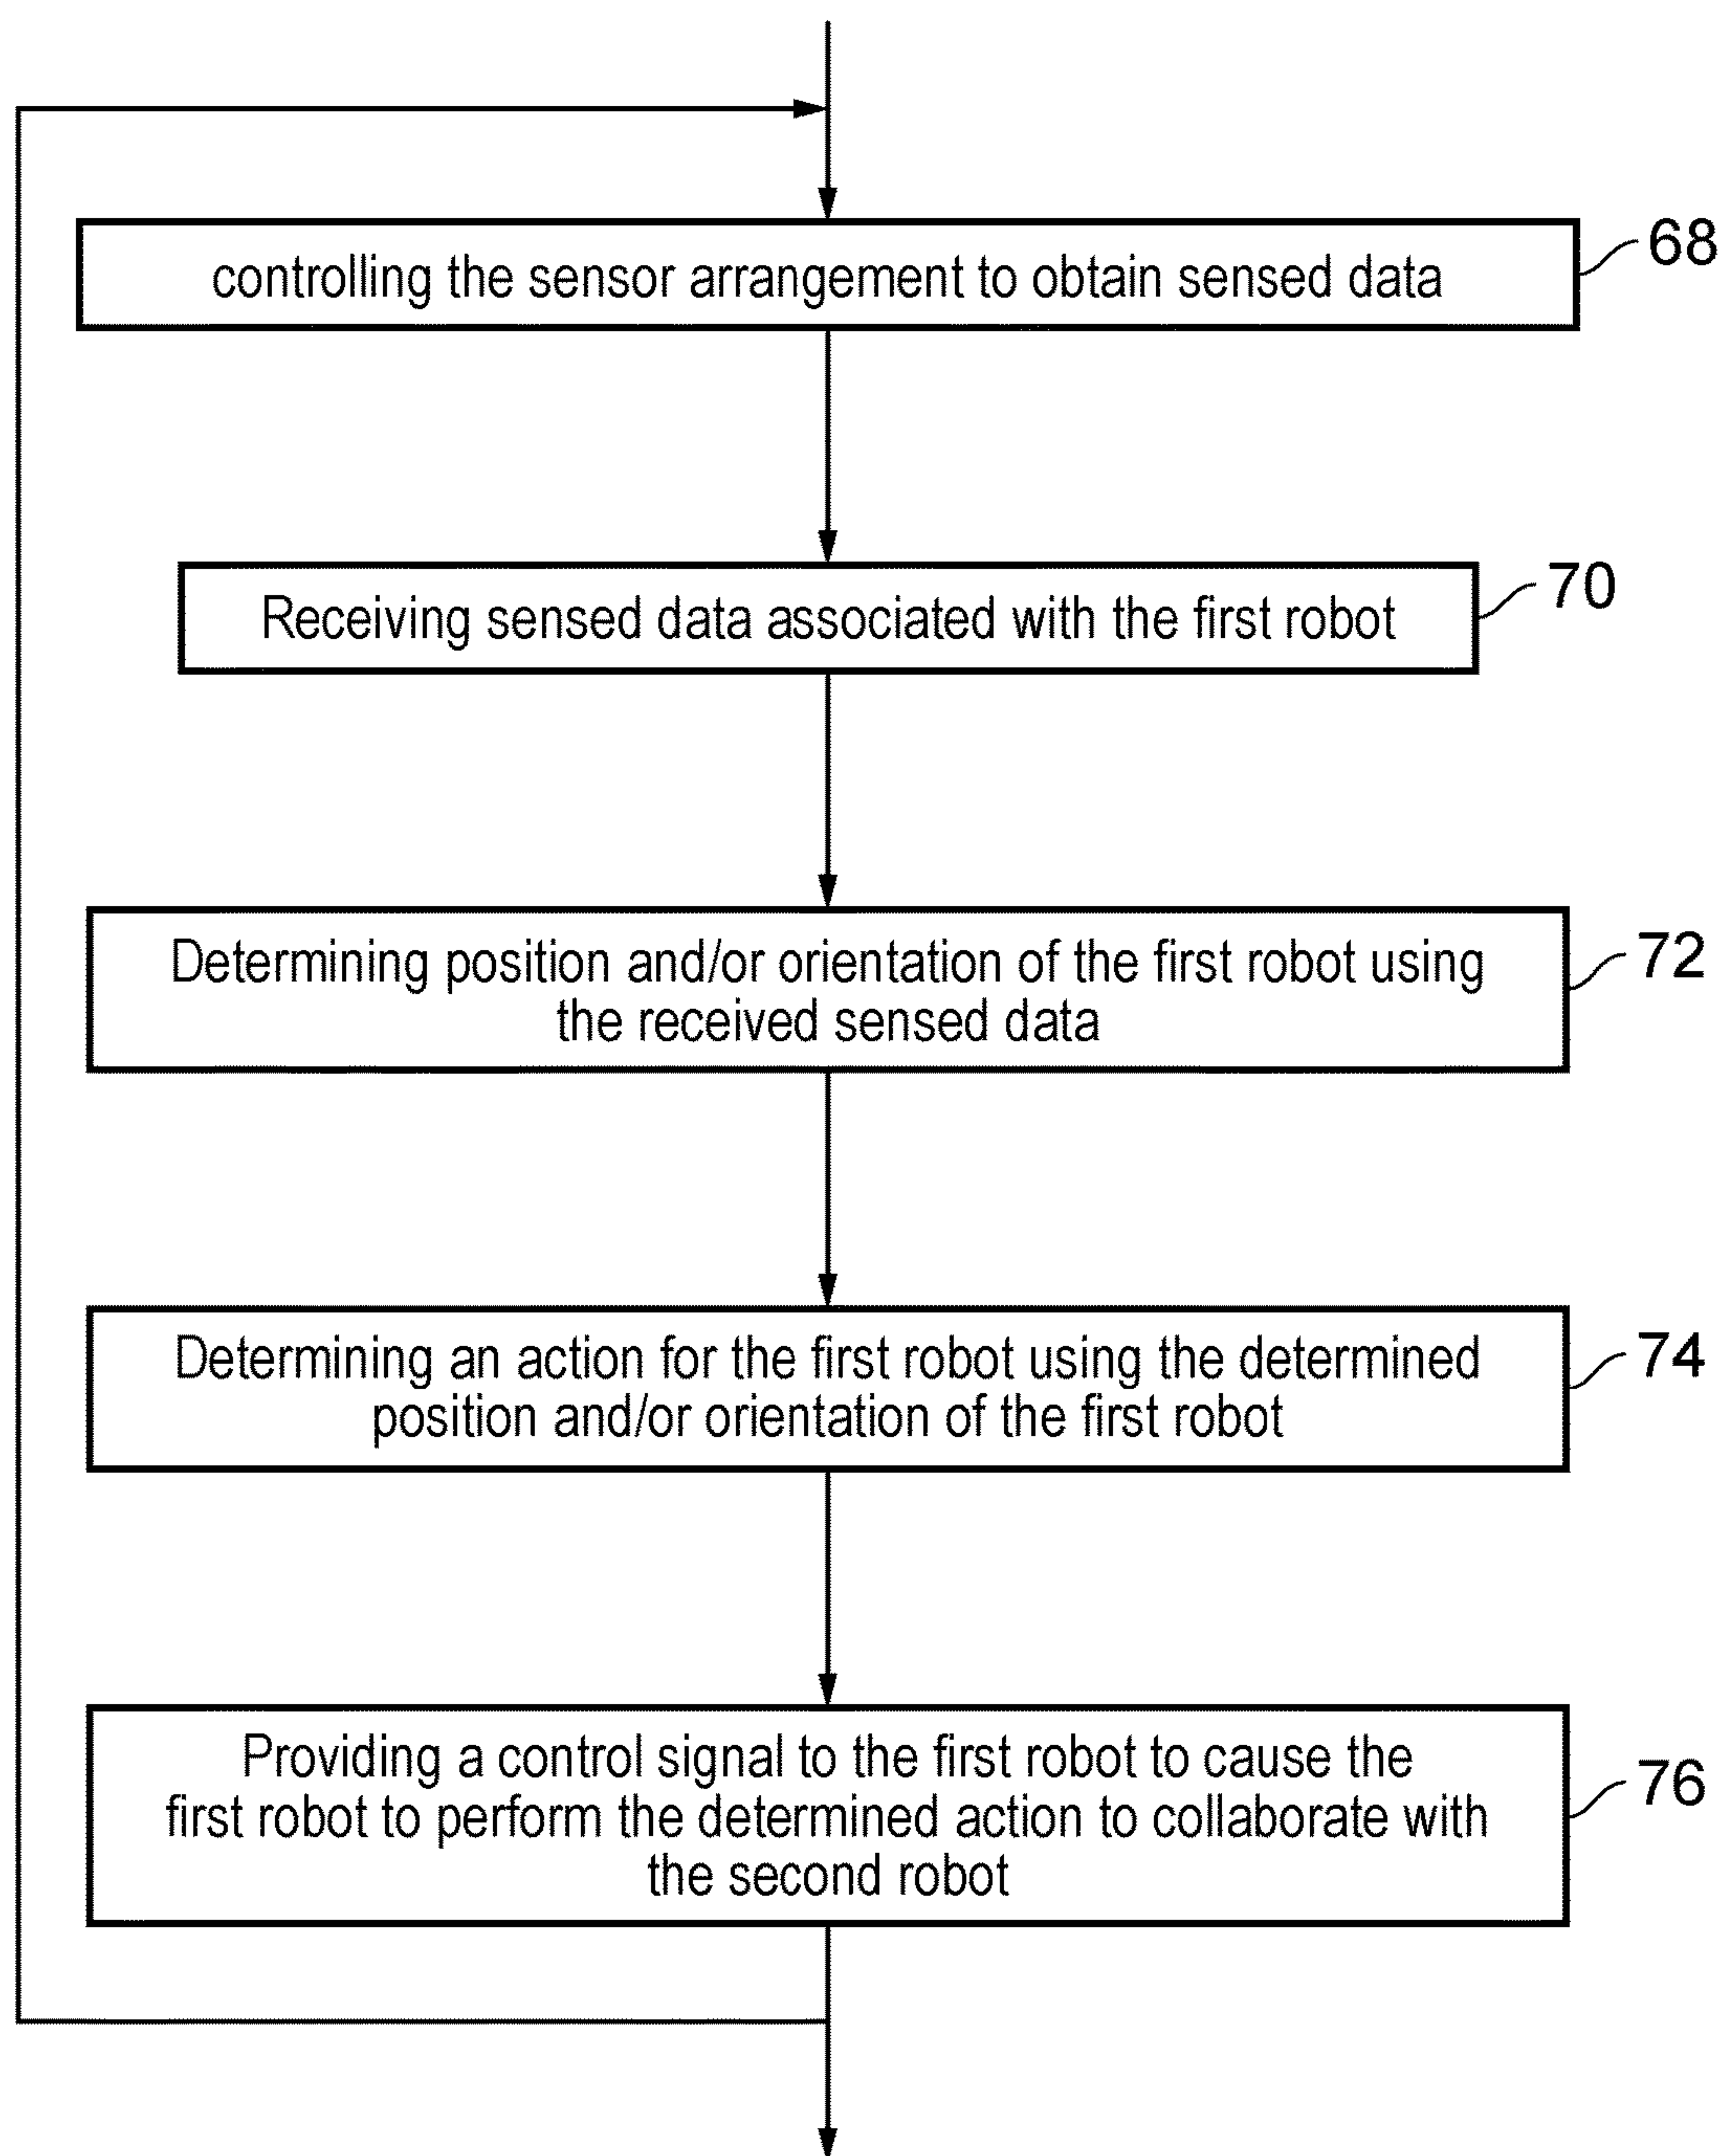 controlling the sensor arrangement to obtain sensed data
68
Receiving sensed data associated with the first robot
70
Determining position and/or orientation of the first robot using
the received sensed data
72
Determining an action for the first robot using the determined
position and/or orientation of the first robot
74
Providing a control signal to the first robot to cause the
first robot to perform the determined action to collaborate with
the second robot
76